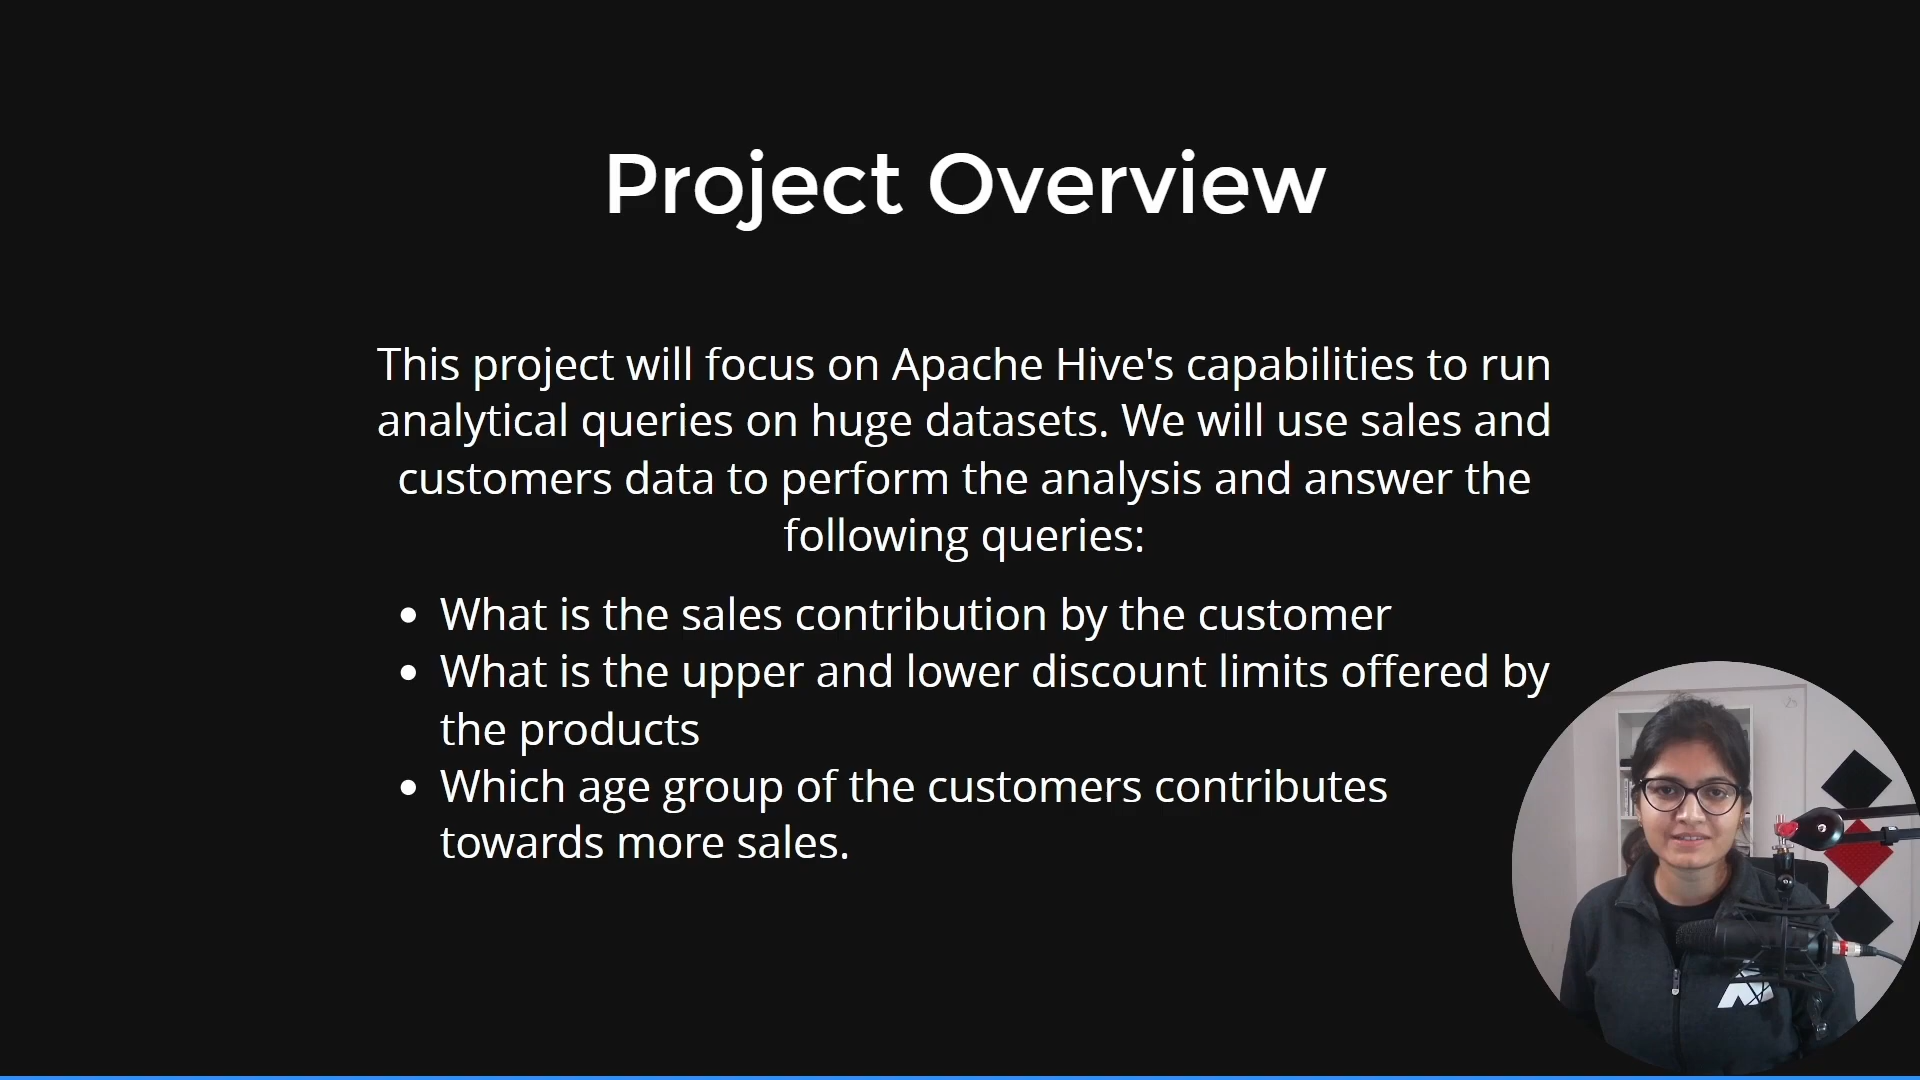 Project Overview
This project will focus on Apache Hive's capabilities to run
analytical queries on huge datasets. We will use sales and
customers data to perform the analysis and answer the
following queries:
• What is the sales contribution by the customer
• What is the upper and lower discount limits offered by
the products
• Which age group of the customers contributes
towards more sales.